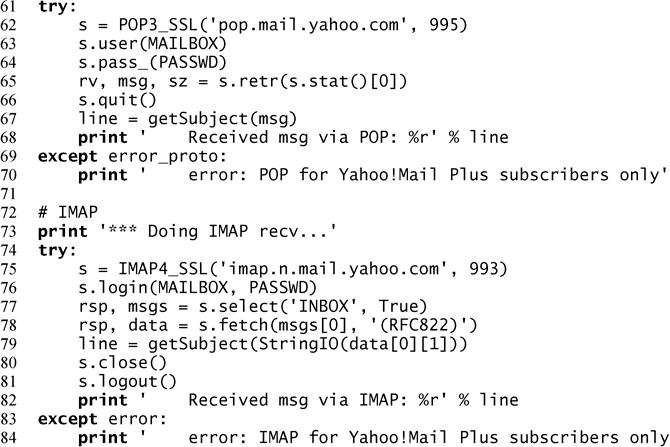 61 try:
62     s = POP3_SSL('pop.mail.yahoo.com', 995)
63     s.user(MAILBOX)
64     s.pass_(PASSWD)
65     rv, msg, sz = s.retr(s.stat()[0])
66     s.quit()
67     line = getSubject(msg)
68     print '    Received msg via POP: %r' % line
69 except error_proto:
70     print '    error: POP for Yahoo!Mail Plus subscribers only'
71
72 # IMAP
73 print '*** Doing IMAP recv...'
74 try:
75     s = IMAP4_SSL('imap.n.mail.yahoo.com', 993)
76     s.login(MAILBOX, PASSWD)
77     rsp, msgs = s.select('INBOX', True)
78     rsp, data = s.fetch(msgs[0], '(RFC822)')
79     line = getSubject(StringIO(data[0][1]))
80     s.close()
81     s.logout()
82     print '    Received msg via IMAP: %r' % line
83 except error:
84     print '    error: IMAP for Yahoo!Mail Plus subscribers only